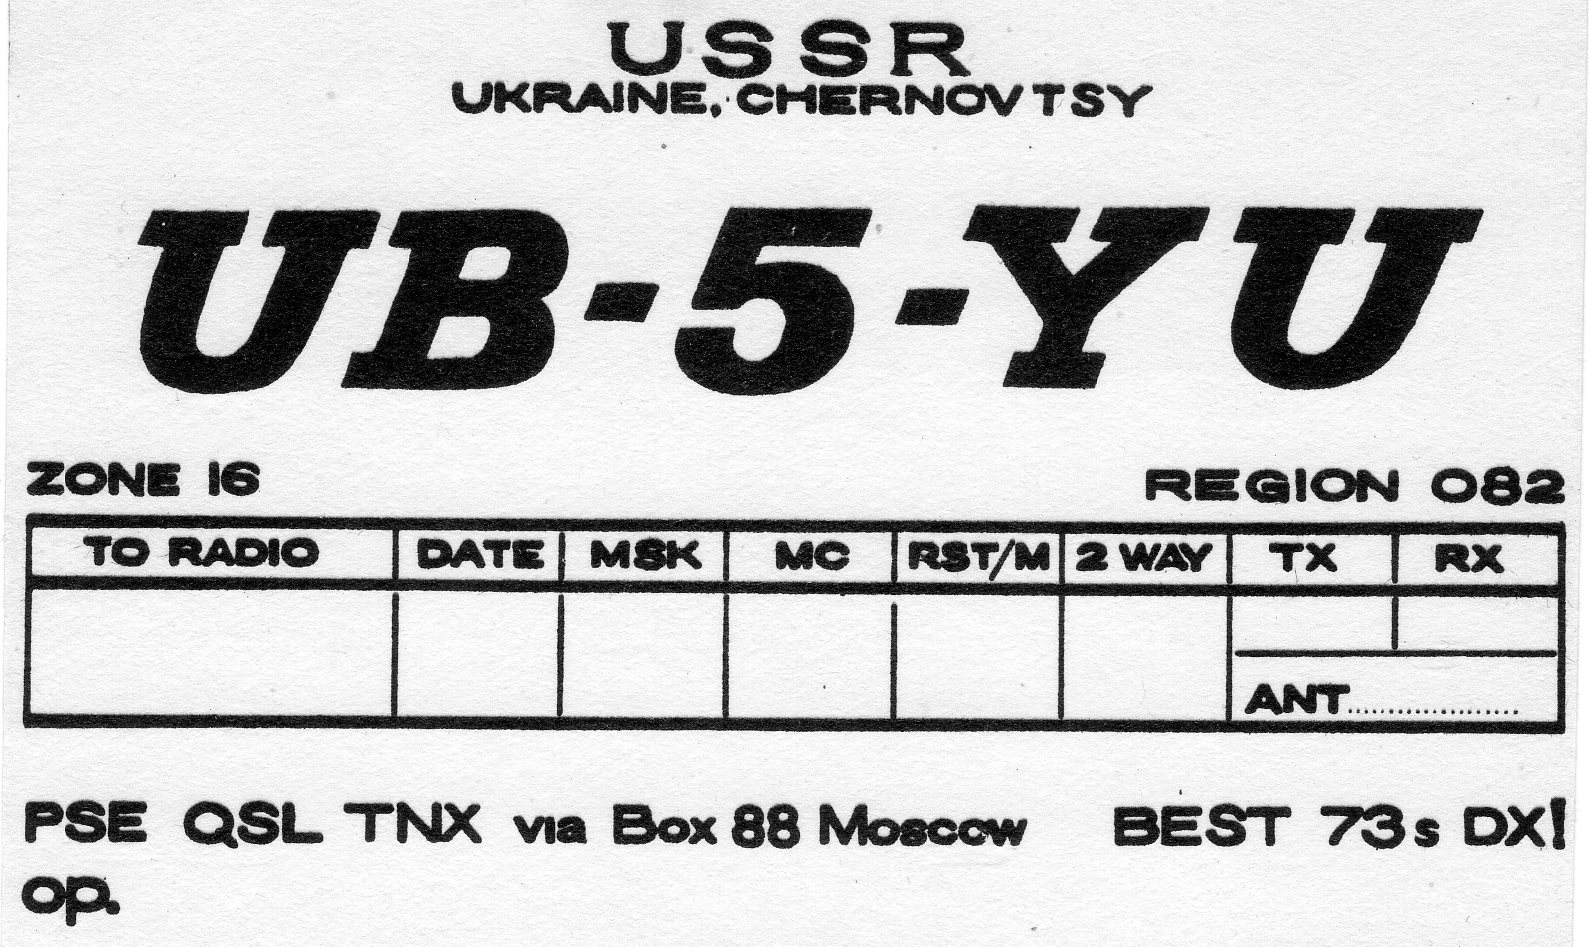 USSR
UKRAINE, CHERNOVTSY
UB-5-YU
ZONE 16 REGION 082
TO RADIO DATE MSK MC RST/M 2 WAY TX RX
ANT....................
PSE QSL TNX via Box 88 Moscow BEST 73s DX!
op.